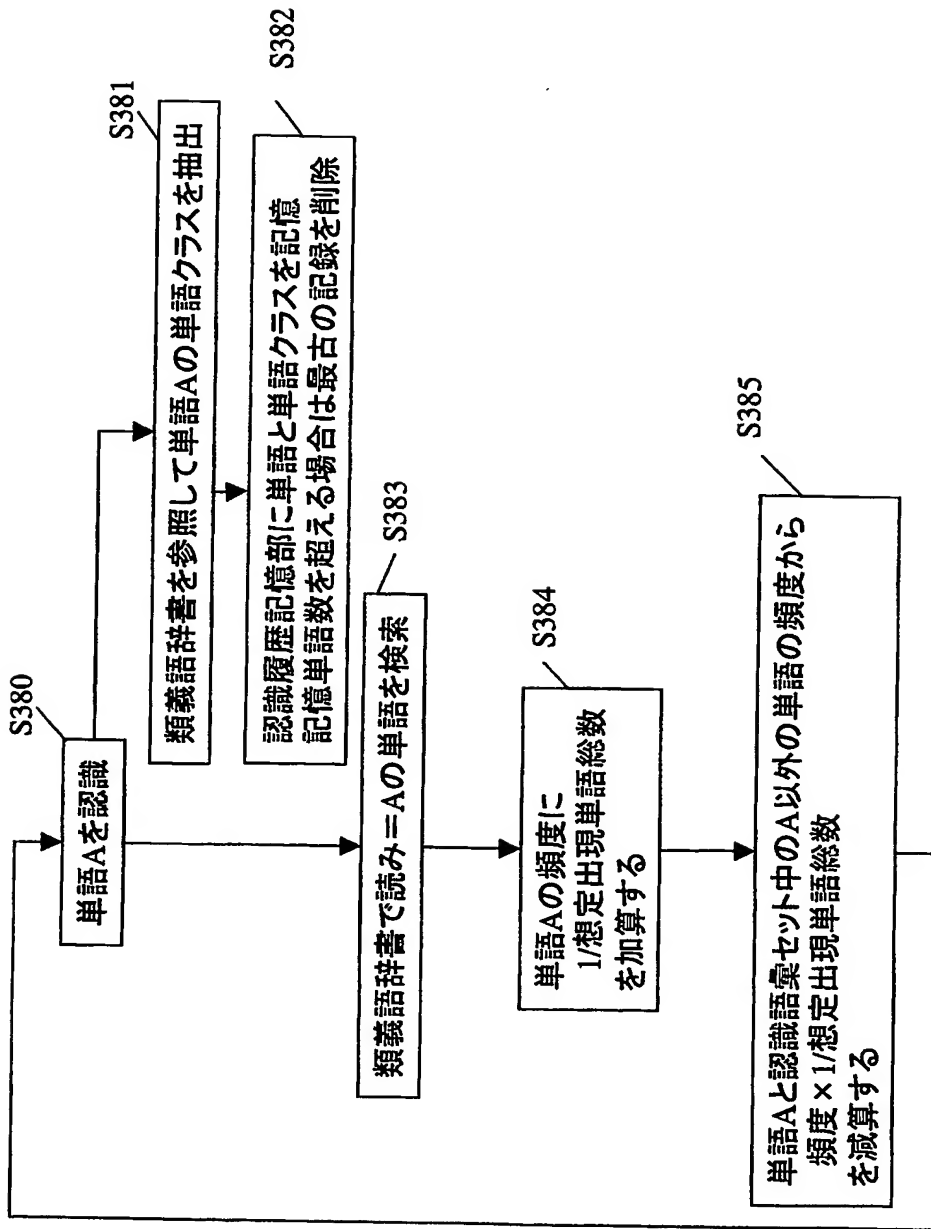 S380
単語Aを認識
S381
類義語辞書を参照して単語Aの単語クラスを抽出
S382
認識履歴記憶部に単語と単語クラスを記憶
記憶単語数を超える場合は最古の記録を削除
S383
類義語辞書で読み=Aの単語を検索
S384
単語Aの頻度に
1/想定出現単語総数
を加算する
S385
単語Aと認識語彙セット中のA以外の単語の頻度から
頻度×1/想定出現単語総数
を減算する